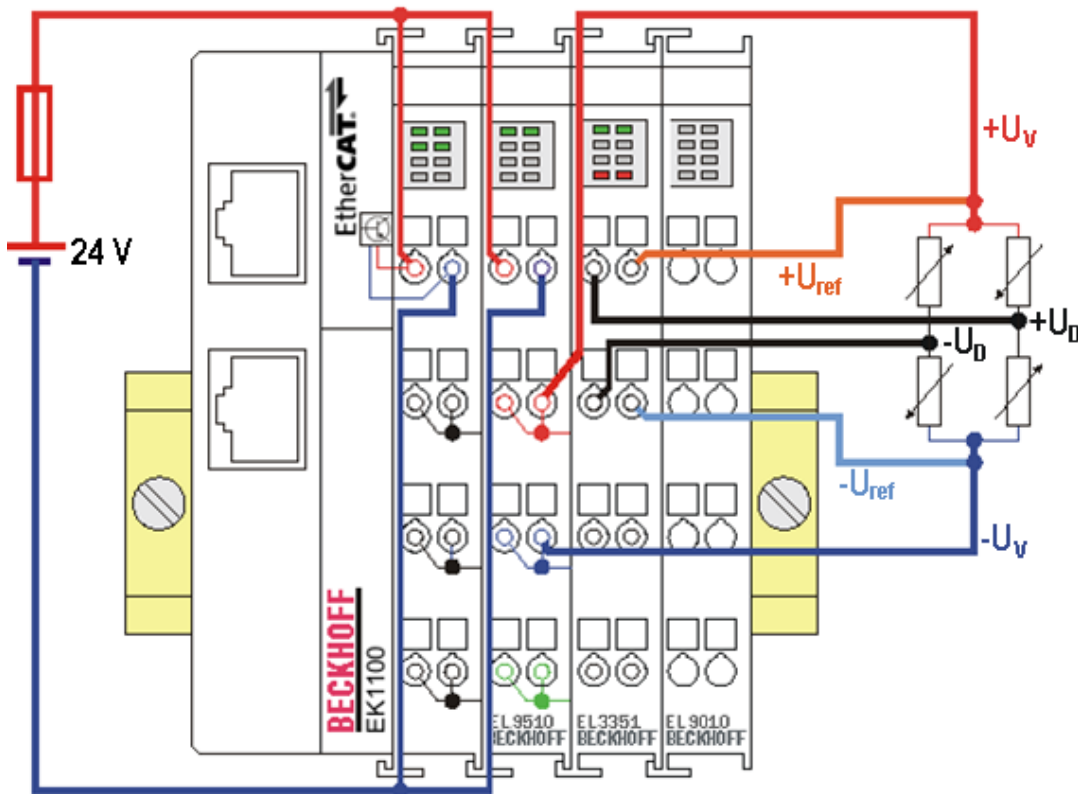 24 V
EtherCAT.
BECKHOFF
EK1100
EL9510
BECKHOFF
EL3351
BECKHOFF
EL9010
BECKHOFF
+Uv
+Uref
+UD
-UD
-Uref
-Uv